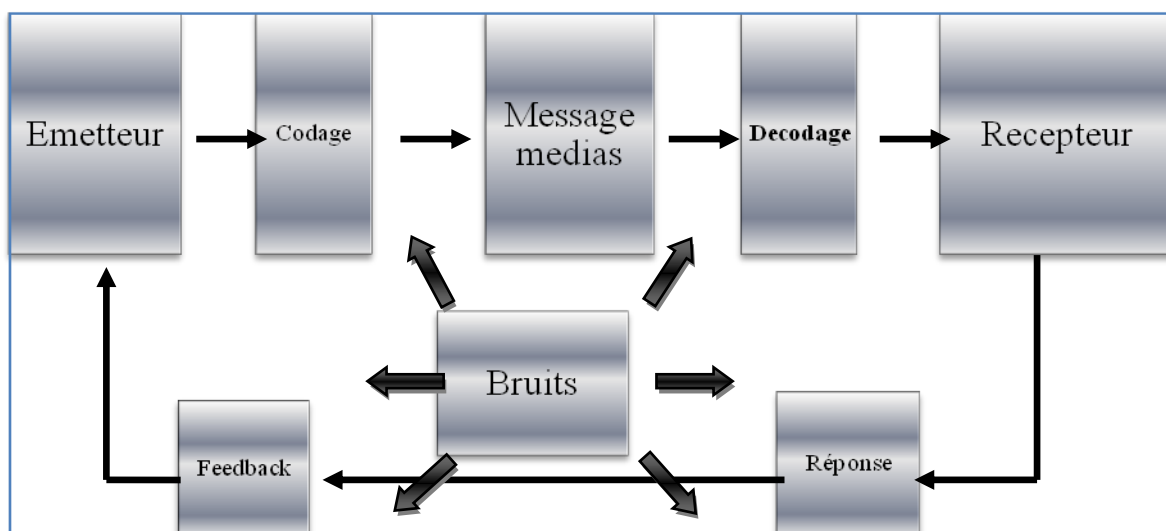 Emetteur
Codage
Message
medias
Decodage
Recepteur
Bruits
Feedback
Réponse